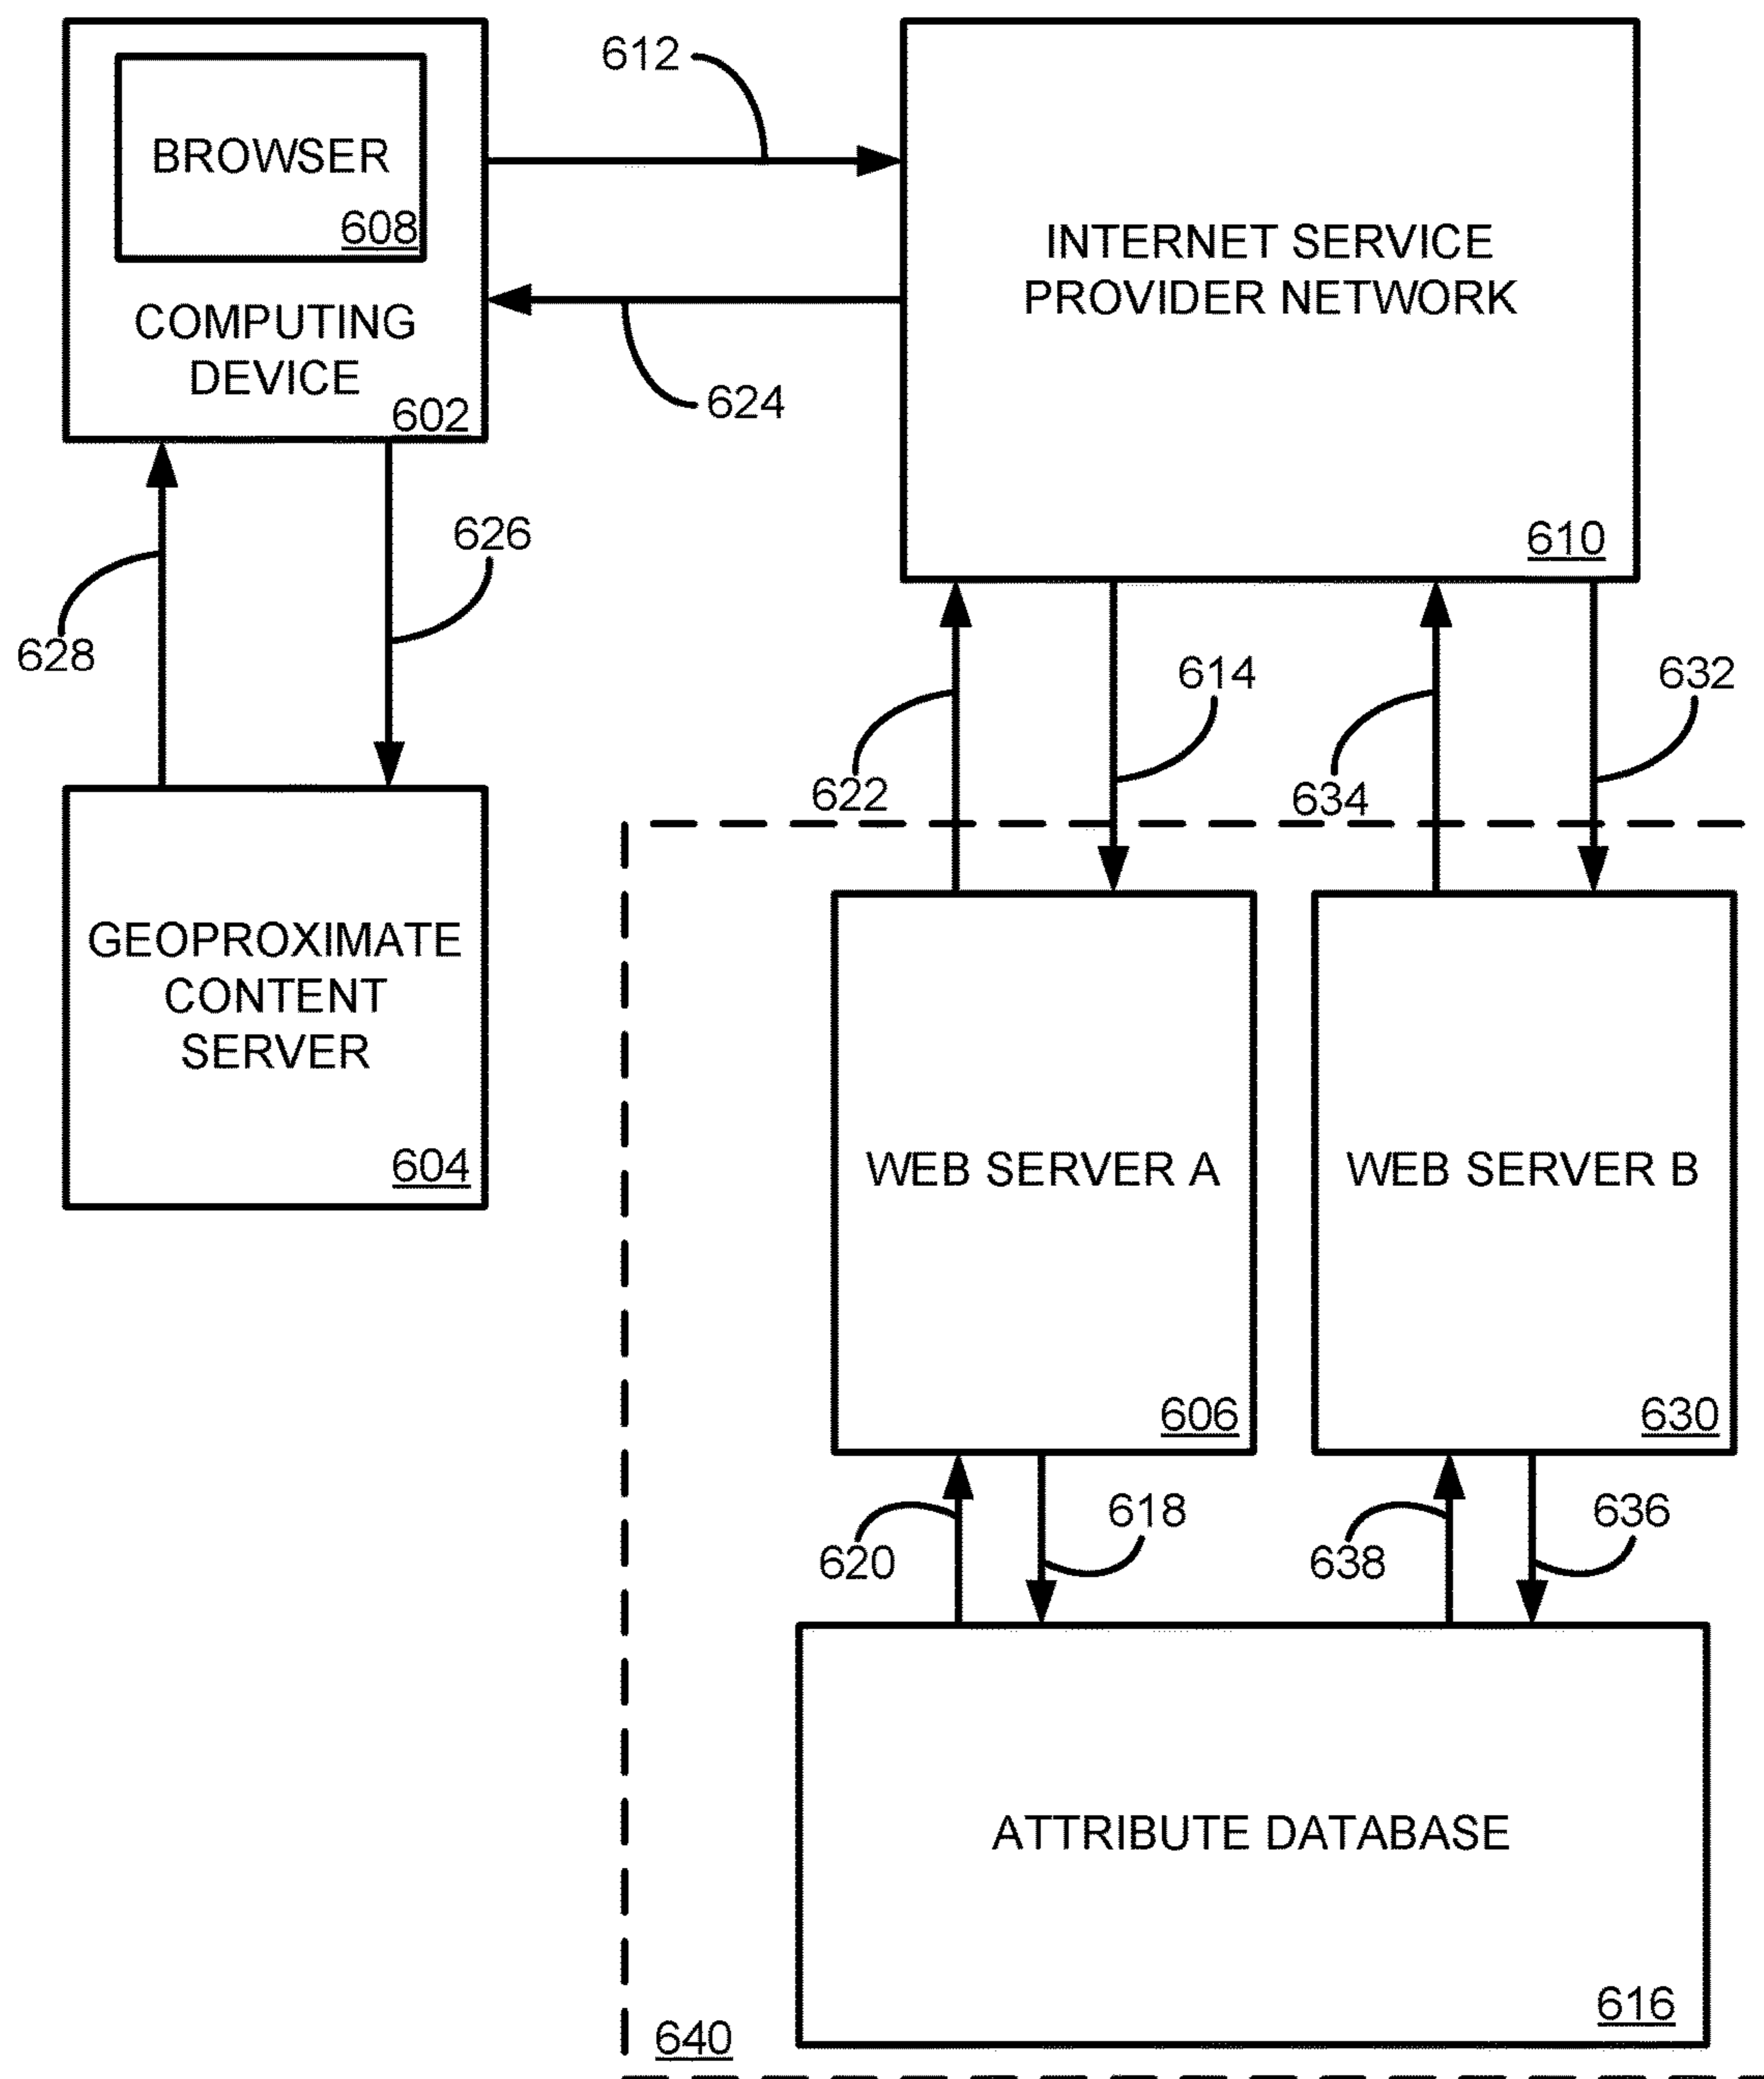 BROWSER
608
COMPUTING
DEVICE
602
612
624
INTERNET SERVICE
PROVIDER NETWORK
610
628
626
622
614
634
632
GEOPROXIMATE
CONTENT
SERVER
604
WEB SERVER A
606
WEB SERVER B
630
620
618
638
636
ATTRIBUTE DATABASE
616
640